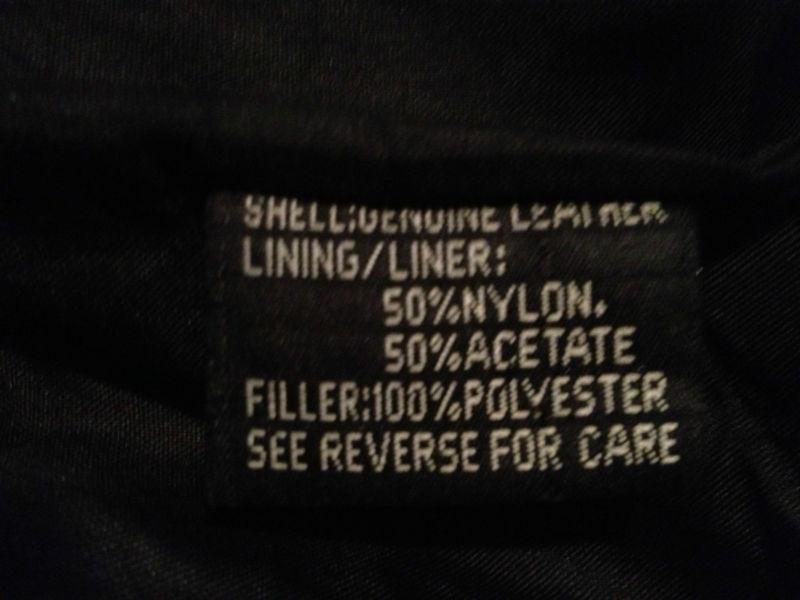 SHELL:GENUINE LEATHER
LINING/LINER:
50%NYLON.
50%ACETATE
FILLER:100%POLYESTER
SEE REVERSE FOR CARE